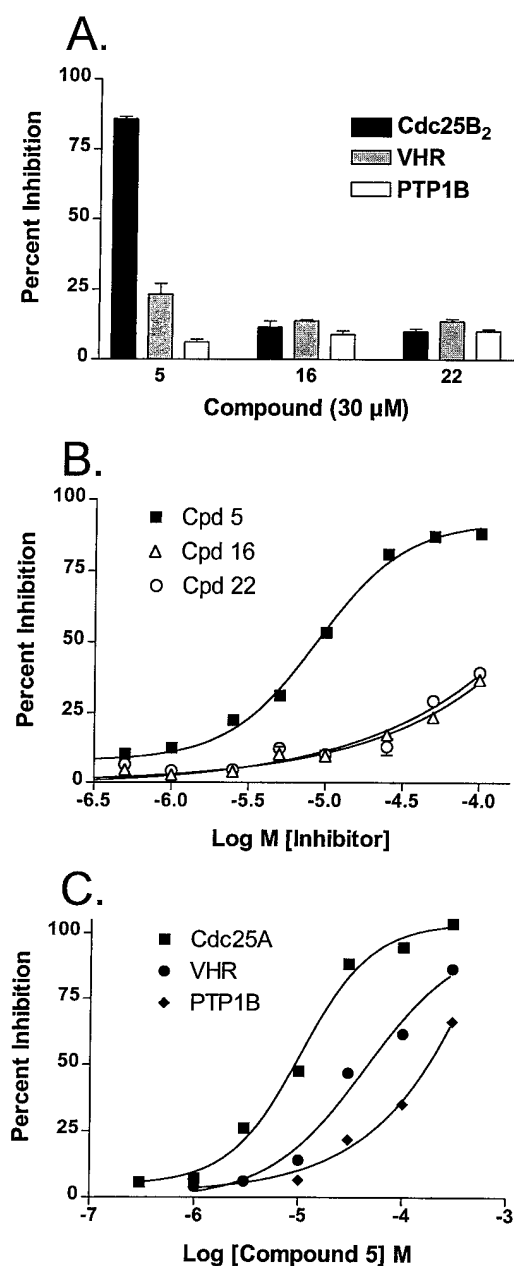 A.
Percent Inhibition
100
75
50
25
0
Cdc25B₂
VHR
PTP1B
5 16 22
Compound (30 µM)
B.
Percent Inhibition
100
75
50
25
0
Cpd 5
Cpd 16
Cpd 22
-6.5 -6.0 -5.5 -5.0 -4.5 -4.0
Log M [Inhibitor]
C.
Percent Inhibition
100
75
50
25
0
Cdc25A
VHR
PTP1B
-7 -6 -5 -4 -3
Log [Compound 5] M